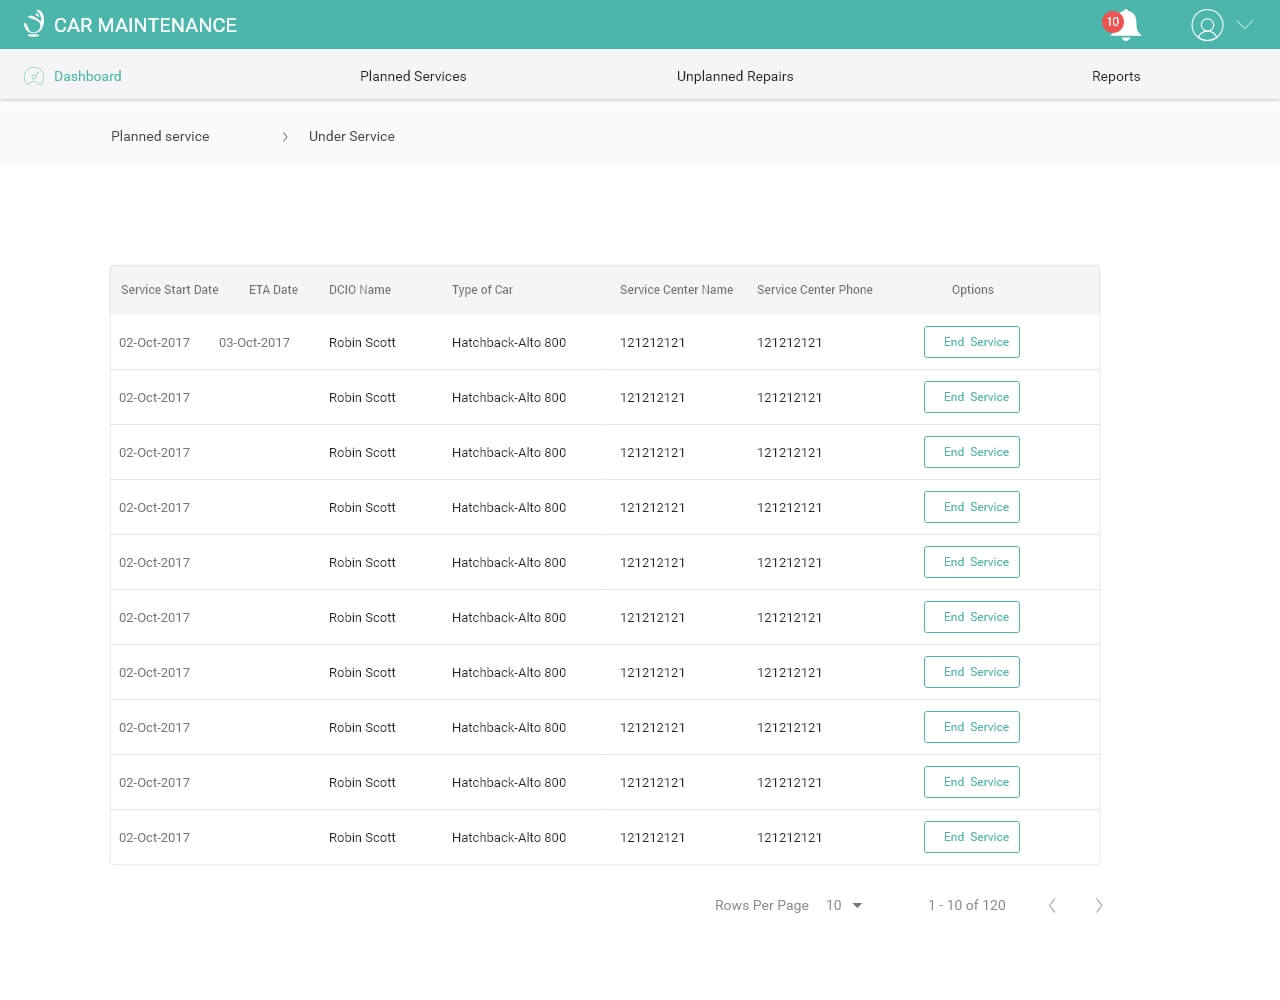 CAR MAINTENANCE 10
Dashboard Planned Services Unplanned Repairs Reports
Planned service > Under Service
Service Start Date ETA Date DCIO Name Type of Car Service Center Name Service Center Phone Options
02-Oct-2017 03-Oct-2017 Robin Scott Hatchback-Alto 800 121212121 121212121 End Service
02-Oct-2017 Robin Scott Hatchback-Alto 800 121212121 121212121 End Service
02-Oct-2017 Robin Scott Hatchback-Alto 800 121212121 121212121 End Service
02-Oct-2017 Robin Scott Hatchback-Alto 800 121212121 121212121 End Service
02-Oct-2017 Robin Scott Hatchback-Alto 800 121212121 121212121 End Service
02-Oct-2017 Robin Scott Hatchback-Alto 800 121212121 121212121 End Service
02-Oct-2017 Robin Scott Hatchback-Alto 800 121212121 121212121 End Service
02-Oct-2017 Robin Scott Hatchback-Alto 800 121212121 121212121 End Service
02-Oct-2017 Robin Scott Hatchback-Alto 800 121212121 121212121 End Service
02-Oct-2017 Robin Scott Hatchback-Alto 800 121212121 121212121 End Service
Rows Per Page 10 1 - 10 of 120